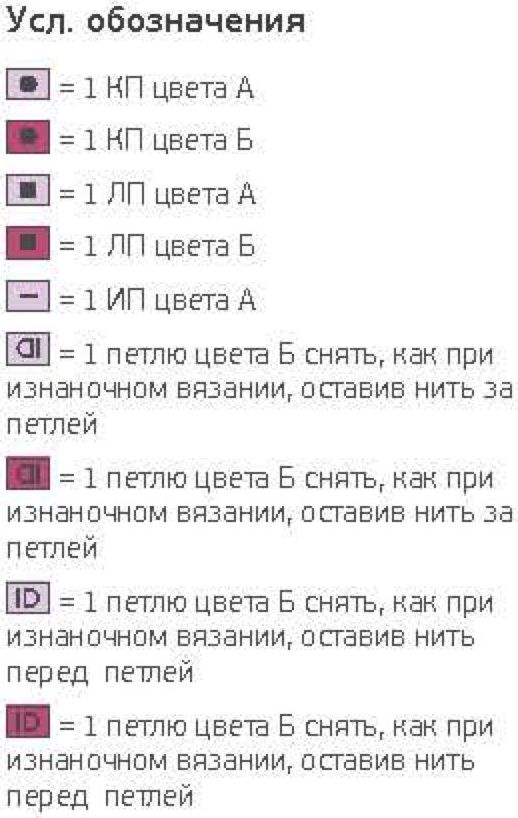 Усл. обозначения
= 1 КП цвета А
= 1 КП цвета Б
= 1 ЛП цвета А
= 1 ЛП цвета Б
= 1 ИП цвета А
= 1 петлю цвета Б снять, как при
изнаночном вязании, оставив нить за
петлей
= 1 петлю цвета Б снять, как при
изнаночном вязании, оставив нить за
петлей
= 1 петлю цвета Б снять, как при
изнаночном вязании, оставив нить
перед петлей
= 1 петлю цвета Б снять, как при
изнаночном вязании, оставив нить
перед петлей